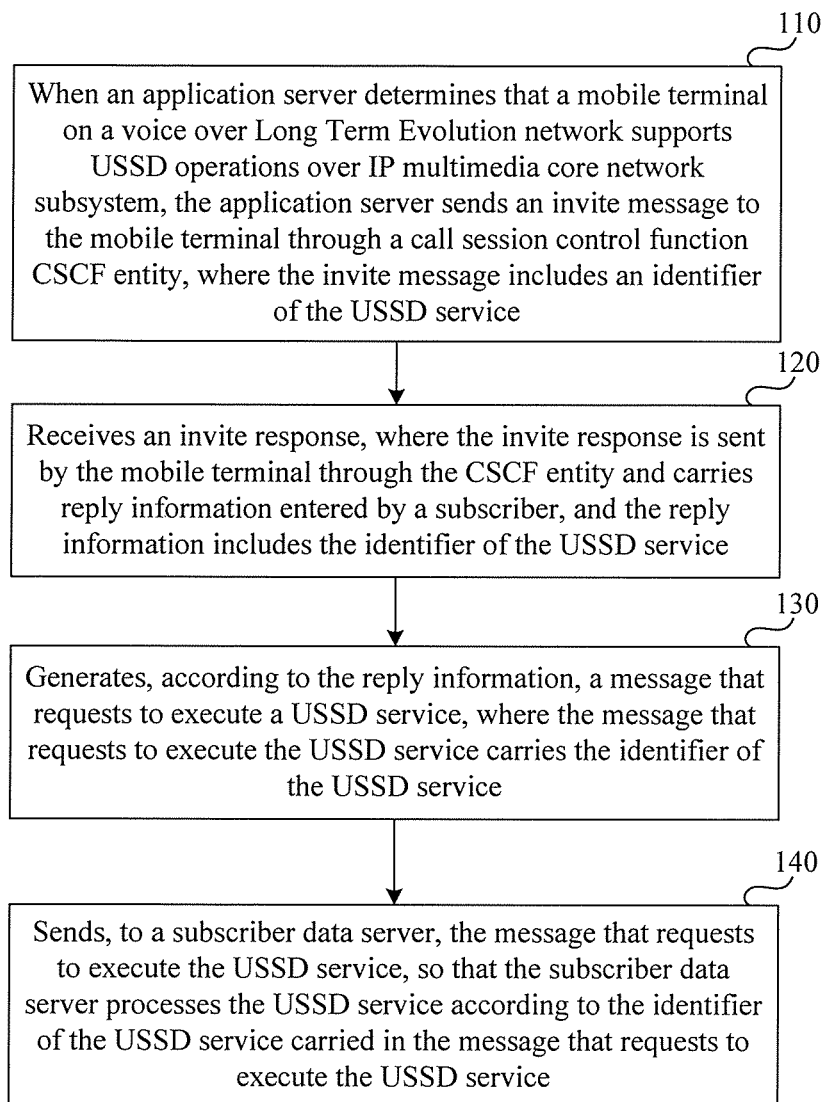 110
When an application server determines that a mobile terminal
on a voice over Long Term Evolution network supports
USSD operations over IP multimedia core network
subsystem, the application server sends an invite message to
the mobile terminal through a call session control function
CSCF entity, where the invite message includes an identifier
of the USSD service
120
Receives an invite response, where the invite response is sent
by the mobile terminal through the CSCF entity and carries
reply information entered by a subscriber, and the reply
information includes the identifier of the USSD service
130
Generates, according to the reply information, a message that
requests to execute a USSD service, where the message that
requests to execute the USSD service carries the identifier of
the USSD service
140
Sends, to a subscriber data server, the message that requests
to execute the USSD service, so that the subscriber data
server processes the USSD service according to the identifier
of the USSD service carried in the message that requests to
execute the USSD service